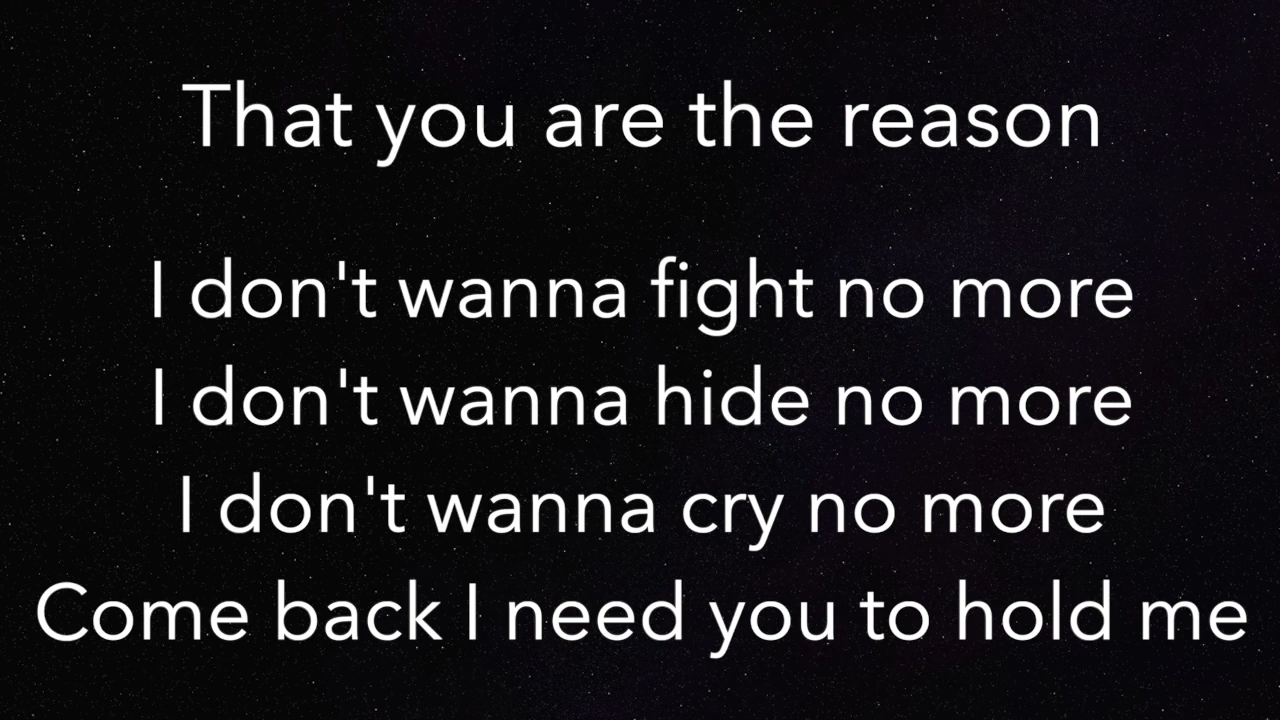 That you are the reason
I don't wanna fight no more
I don't wanna hide no more
I don't wanna cry no more
Come back I need you to hold me